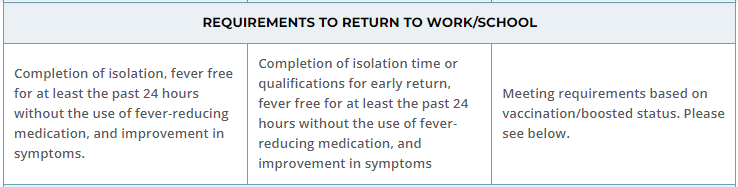 REQUIREMENTS TO RETURN TO WORK/SCHOOL
Completion of isolation, fever free
for at least the past 24 hours
without the use of fever-reducing
medication, and improvement in
symptoms.
Completion of isolation time or
qualifications for early return,
fever free for at least the past 24
hours without the use of fever-
reducing medication, and
improvement in symptoms
Meeting requirements based on
vaccination/boosted status. Please
see below.